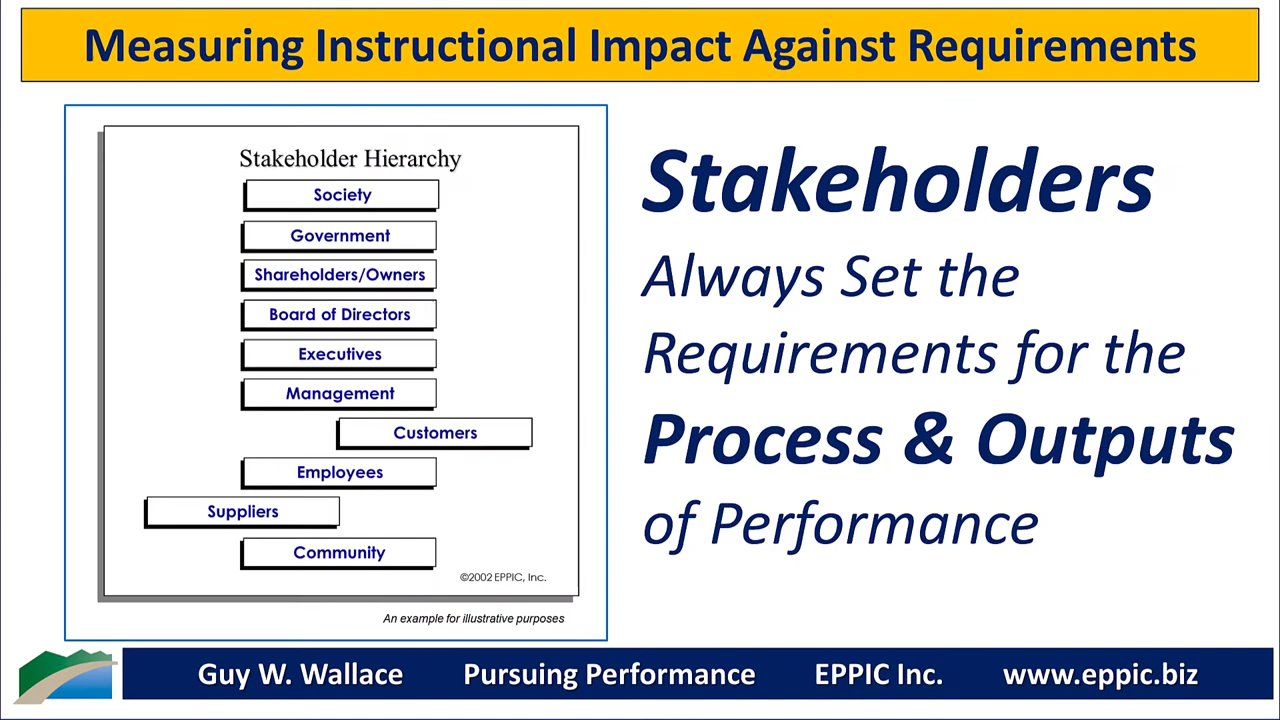 Measuring Instructional Impact Against Requirements
Stakeholder Hierarchy
Society
Government
Shareholders/Owners
Board of Directors
Executives
Management
Customers
Employees
Suppliers
Community
©2002 EPPIC, Inc.
An example for illustrative purposes
Stakeholders
Always Set the
Requirements for the
Process & Outputs
of Performance
Guy W. Wallace Pursuing Performance EPPIC Inc. www.eppic.biz